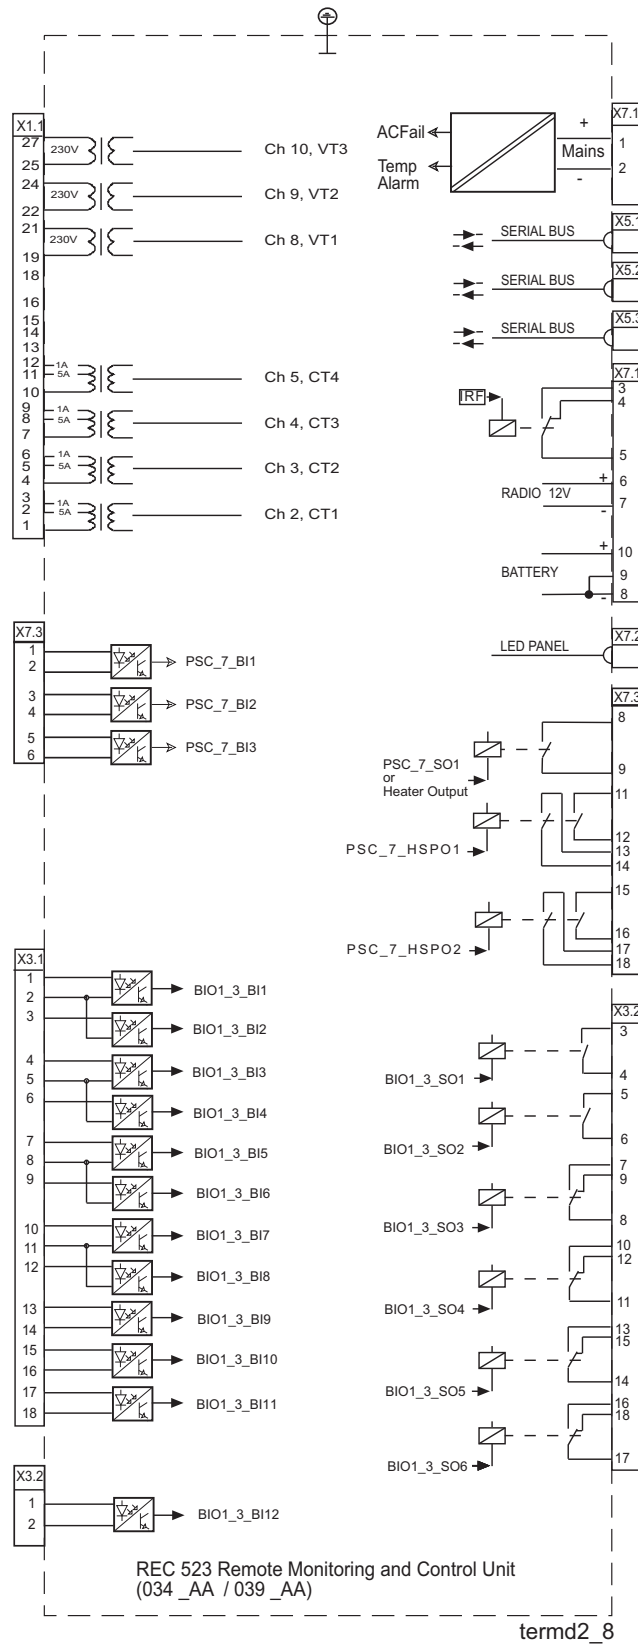 X1.1
27
230V
25
Ch 10, VT3
24
230V
22
Ch 9, VT2
21
230V
19
Ch 8, VT1
18
16
15
14
13
12
1A
11
5A
10
Ch 5, CT4
9
1A
8
5A
7
Ch 4, CT3
6
1A
5
5A
4
Ch 3, CT2
3
1A
2
5A
1
Ch 2, CT1
X7.3
1
2
PSC_7_BI1
3
4
PSC_7_BI2
5
6
PSC_7_BI3
X3.1
1
2
3
BIO1_3_BI1
BIO1_3_BI2
4
5
6
BIO1_3_BI3
BIO1_3_BI4
7
8
9
BIO1_3_BI5
BIO1_3_BI6
10
11
12
BIO1_3_BI7
BIO1_3_BI8
13
14
BIO1_3_BI9
15
16
BIO1_3_BI10
17
18
BIO1_3_BI11
X3.2
1
2
BIO1_3_BI12
ACFail
Temp
Alarm
+
Mains
-
X7.1
1
2
SERIAL BUS
X5.1
SERIAL BUS
X5.2
SERIAL BUS
X5.3
X7.1
IRF
3
4
5
RADIO 12V
+
6
7
-
BATTERY
+
10
9
8
-
LED PANEL
X7.2
X7.3
8
9
PSC_7_SO1
or
Heater Output
11
12
13
14
PSC_7_HSPO1
15
16
17
18
PSC_7_HSPO2
X3.2
3
4
BIO1_3_SO1
5
6
BIO1_3_SO2
7
9
8
BIO1_3_SO3
10
12
11
BIO1_3_SO4
13
15
14
BIO1_3_SO5
16
18
17
BIO1_3_SO6
REC 523 Remote Monitoring and Control Unit
(034 _AA / 039 _AA)
termd2_8